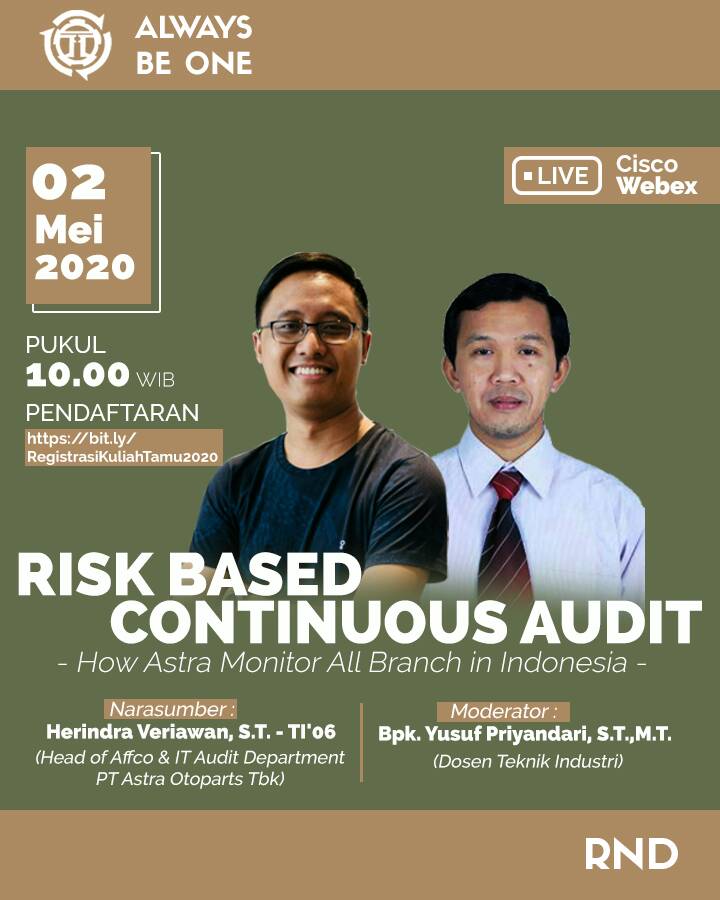 ALWAYS
BE ONE
02
Mei
2020
LIVE
Cisco
Webex
PUKUL
10.00 WIB
PENDAFTARAN
https://bit.ly/
RegistrasiKuliahTamu2020
RISK BASED
CONTINUOUS AUDIT
- How Astra Monitor All Branch in Indonesia -
Narasumber :
Herindra Veriawan, S.T. - TI'06
(Head of Affco & IT Audit Department
PT Astra Otoparts Tbk)
Moderator :
Bpk. Yusuf Priyandari, S.T.,M.T.
(Dosen Teknik Industri)
RND